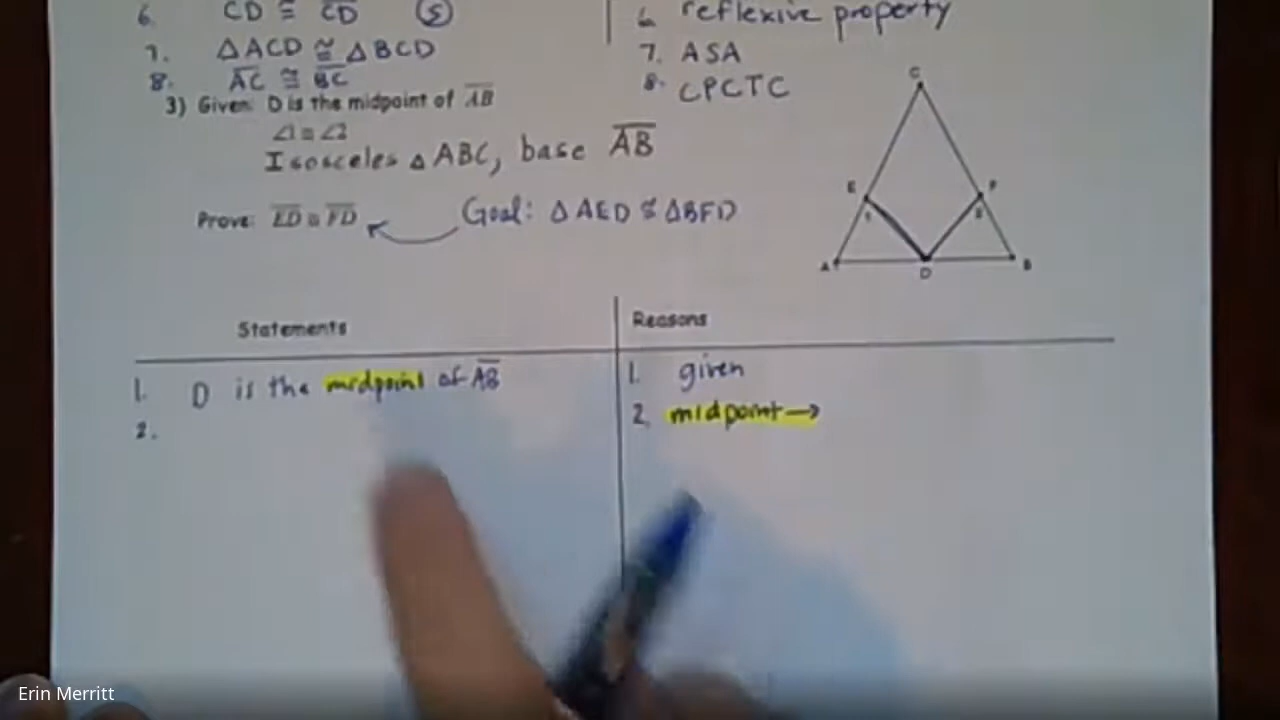 6. CD ≅ CD Ⓢ
6. reflexive property
7. △ACD ≅ △BCD
7. ASA
8. AC ≅ BC
8. CPCTC
3) Given: D is the midpoint of AB
∠1 ≅ ∠2
Isosceles △ABC, base AB
Prove: ED ≅ FD
Goal: △AED ≅ △BFD
C
E
F
1
2
A
D
B
Statements
Reasons
1. D is the midpoint of AB
1. given
2.
2. midpoint→
Erin Merritt